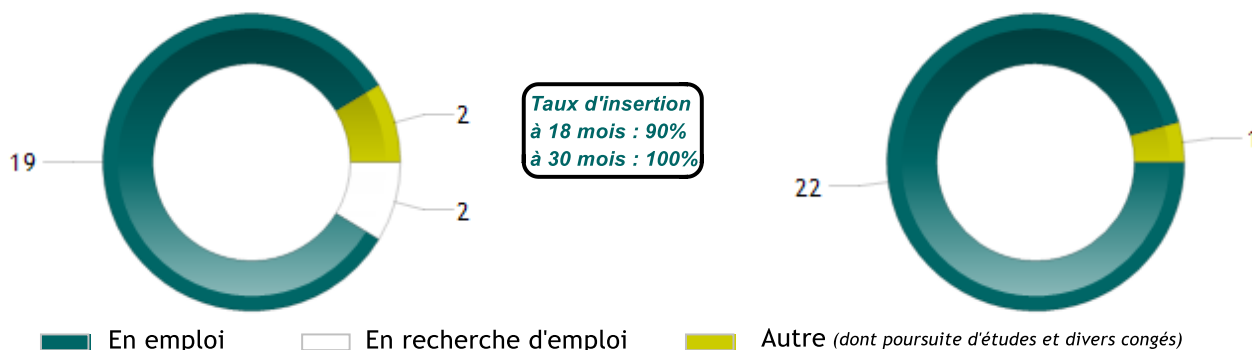 19
2
2
Taux d'insertion
à 18 mois : 90%
à 30 mois : 100%
22
En emploi
En recherche d'emploi
Autre (dont poursuite d'études et divers congés)